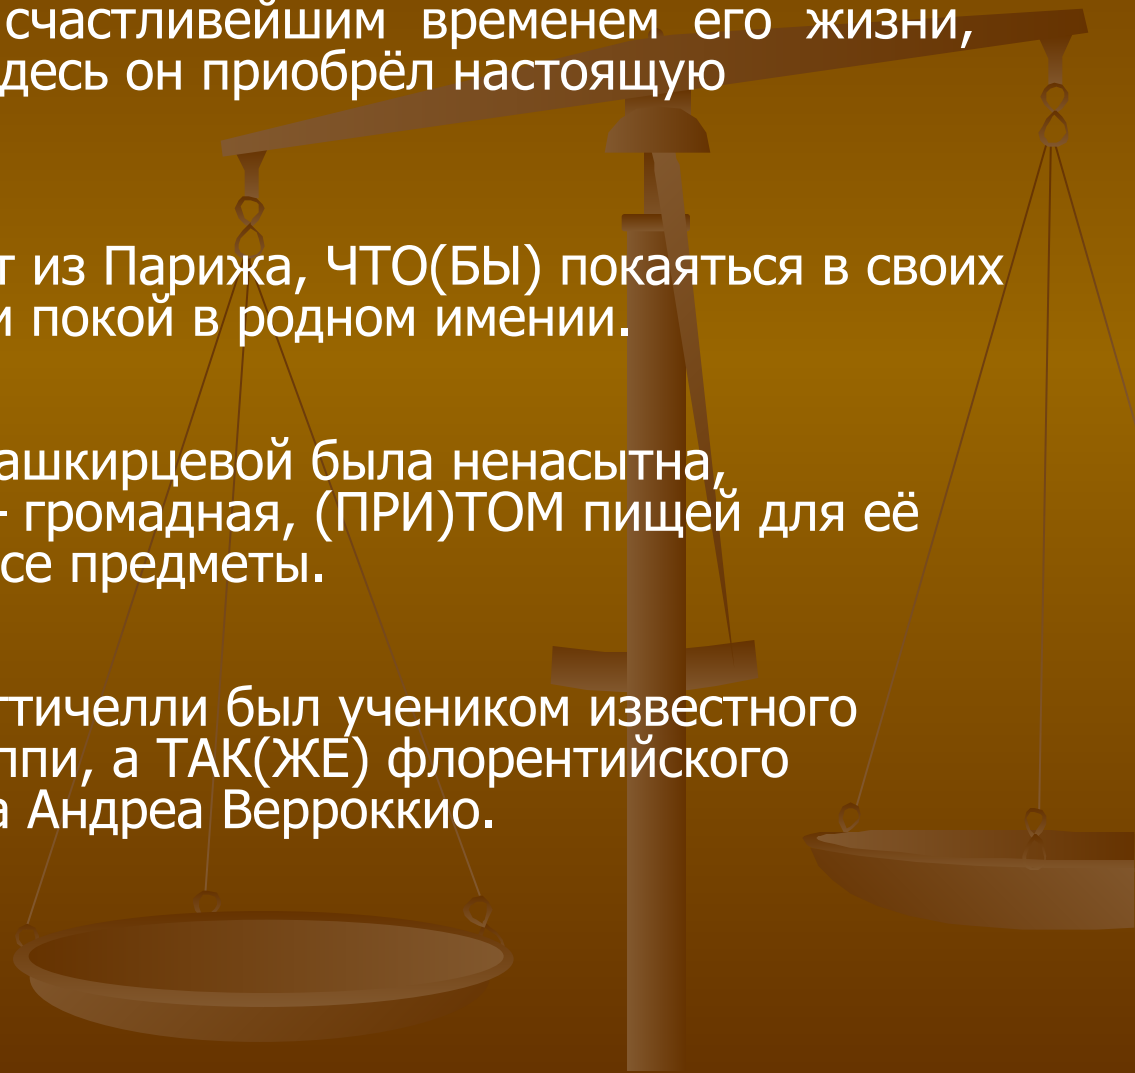 счастливейшим временем его жизни,
десь он приобрёл настоящую
т из Парижа, ЧТО(БЫ) покаяться в своих
и покой в родном имении.
ашкирцевой была ненасытна,
– громадная, (ПРИ)ТОМ пищей для её
се предметы.
ттичелли был учеником известного
ппи, а ТАК(ЖЕ) флорентийского
а Андреа Верроккио.